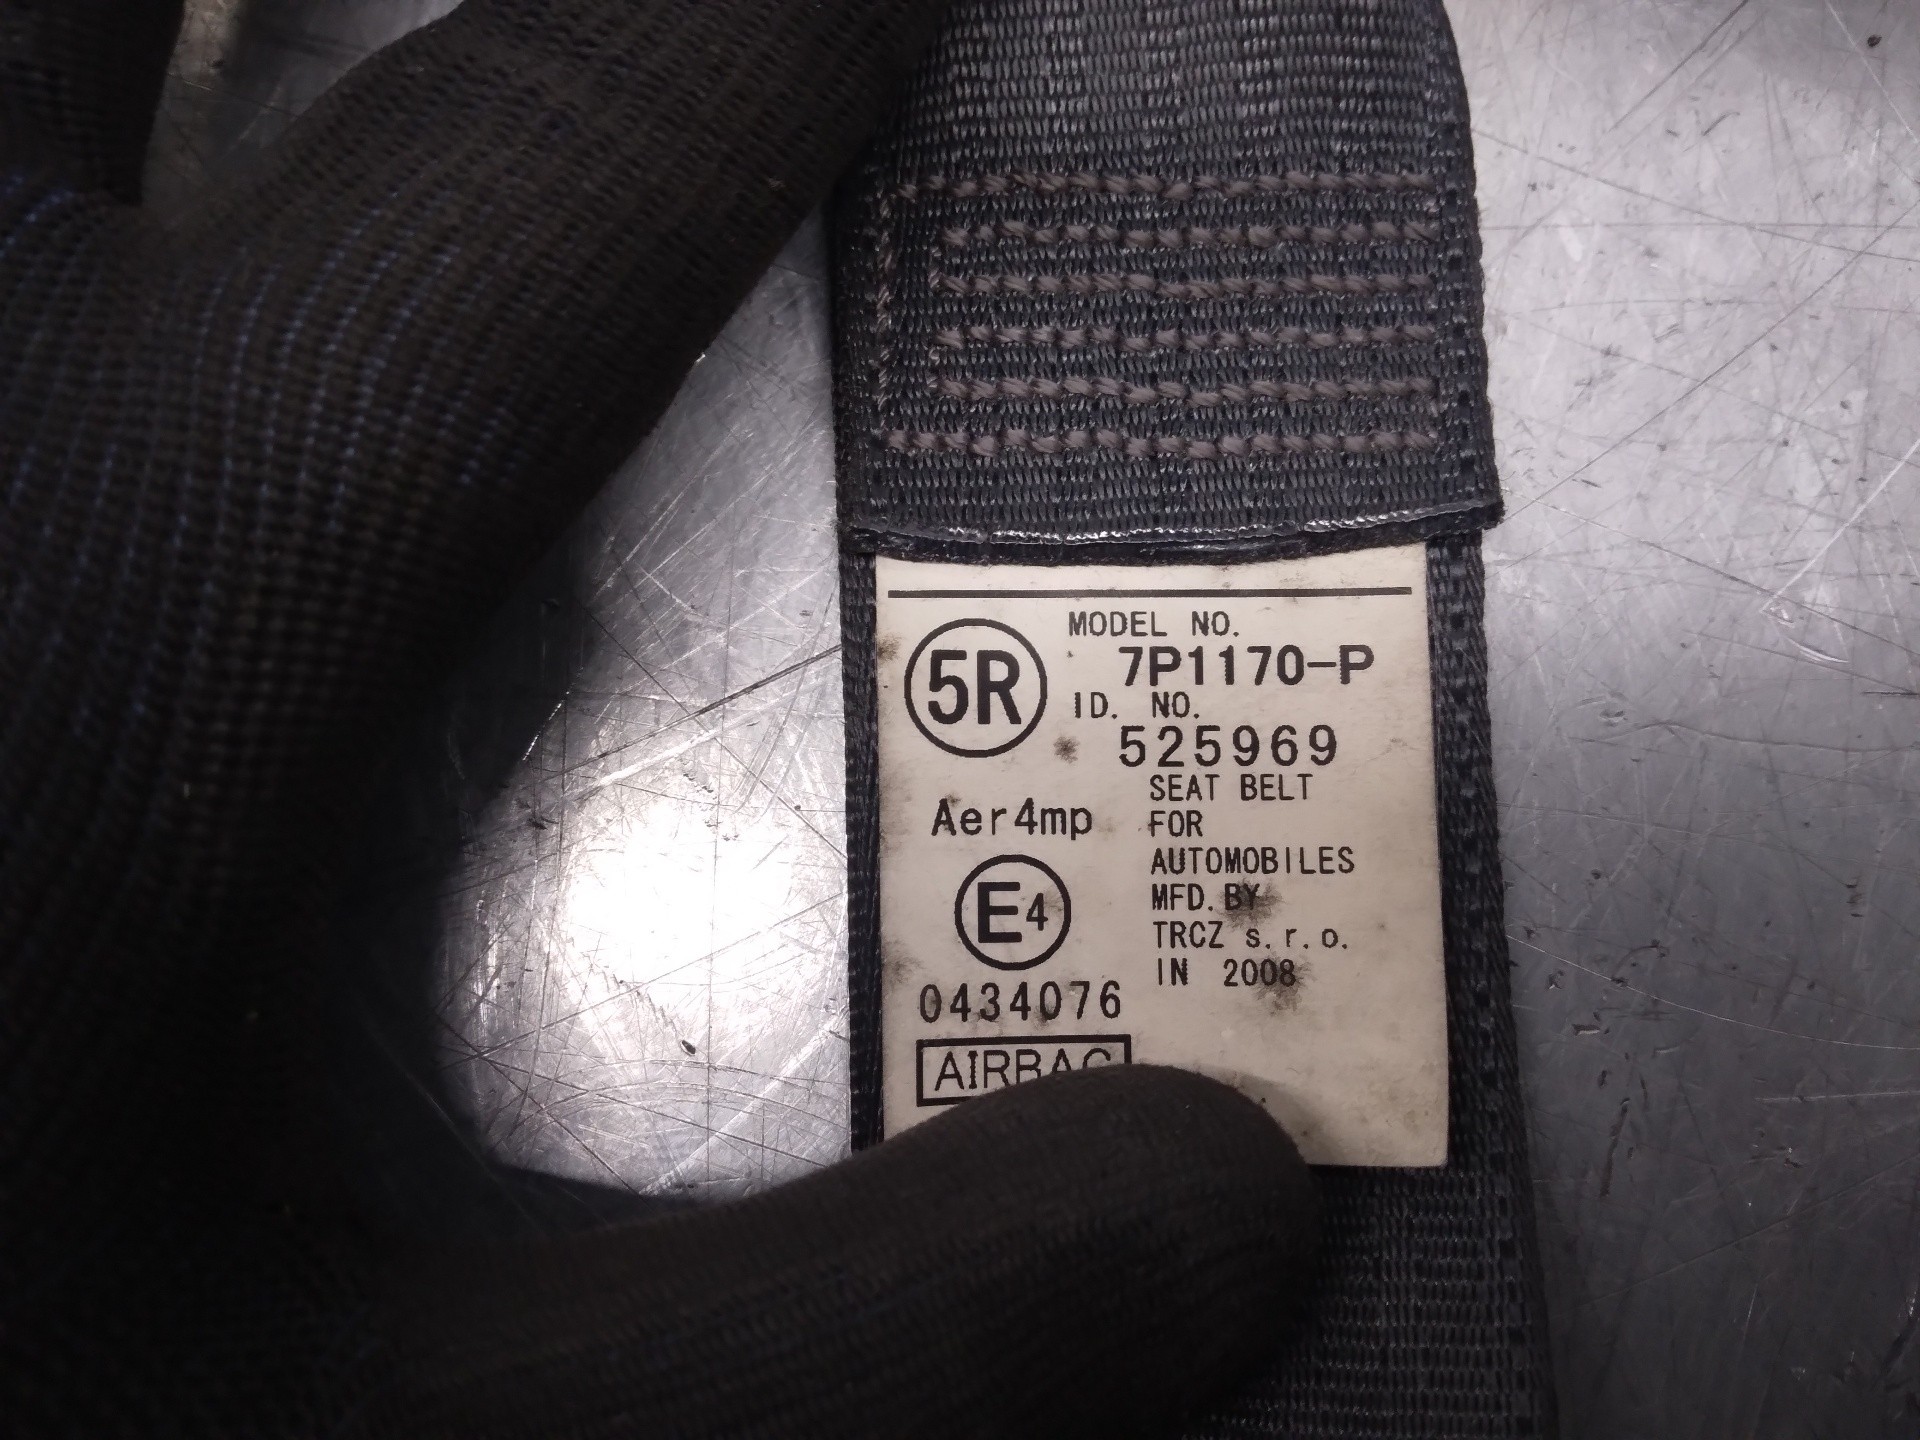 5R
MODEL NO.
7P1170-P
ID. NO.
525969
SEAT BELT
FOR
AUTOMOBILES
MFD. BY
TRCZ s.r.o.
IN 2008
Aer4mp
E4
0434076
AIRBAG